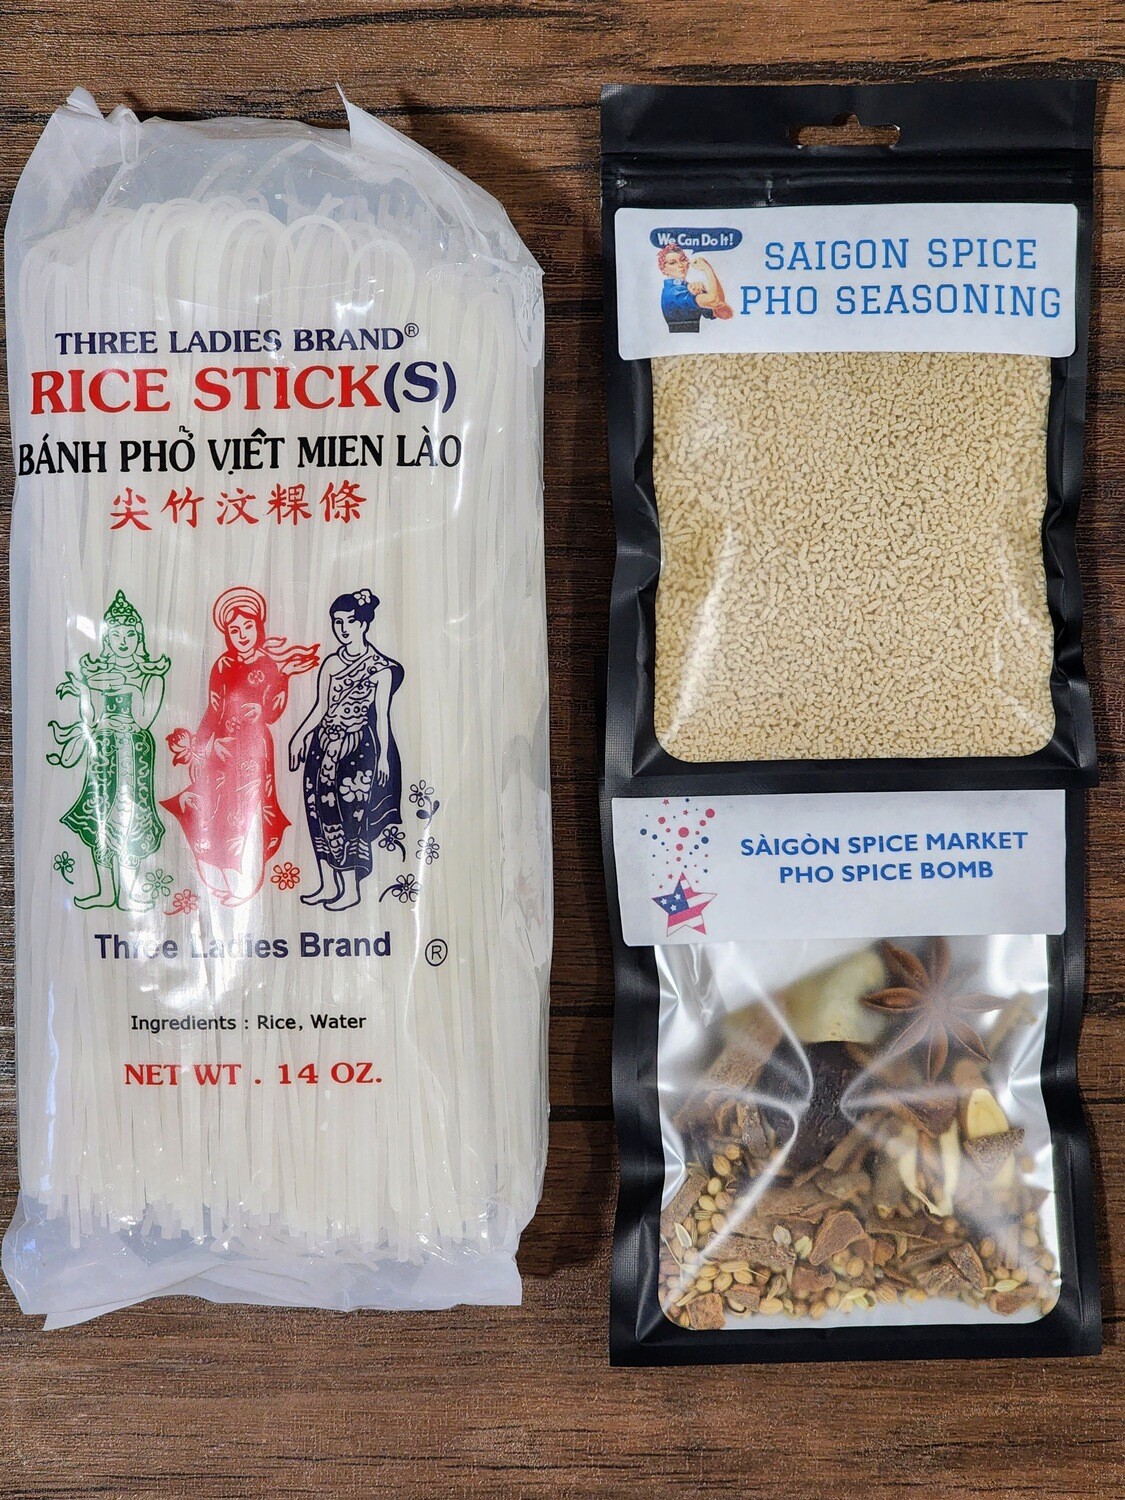 THREE LADIES BRAND®
RICE STICK(S)
BÁNH PHỞ VIỆT MIEN LÀO
尖竹汶粿條
Three Ladies Brand ®
Ingredients : Rice, Water
NET WT . 14 OZ.
We Can Do It!
SAIGON SPICE
PHO SEASONING
SÀIGÒN SPICE MARKET
PHO SPICE BOMB